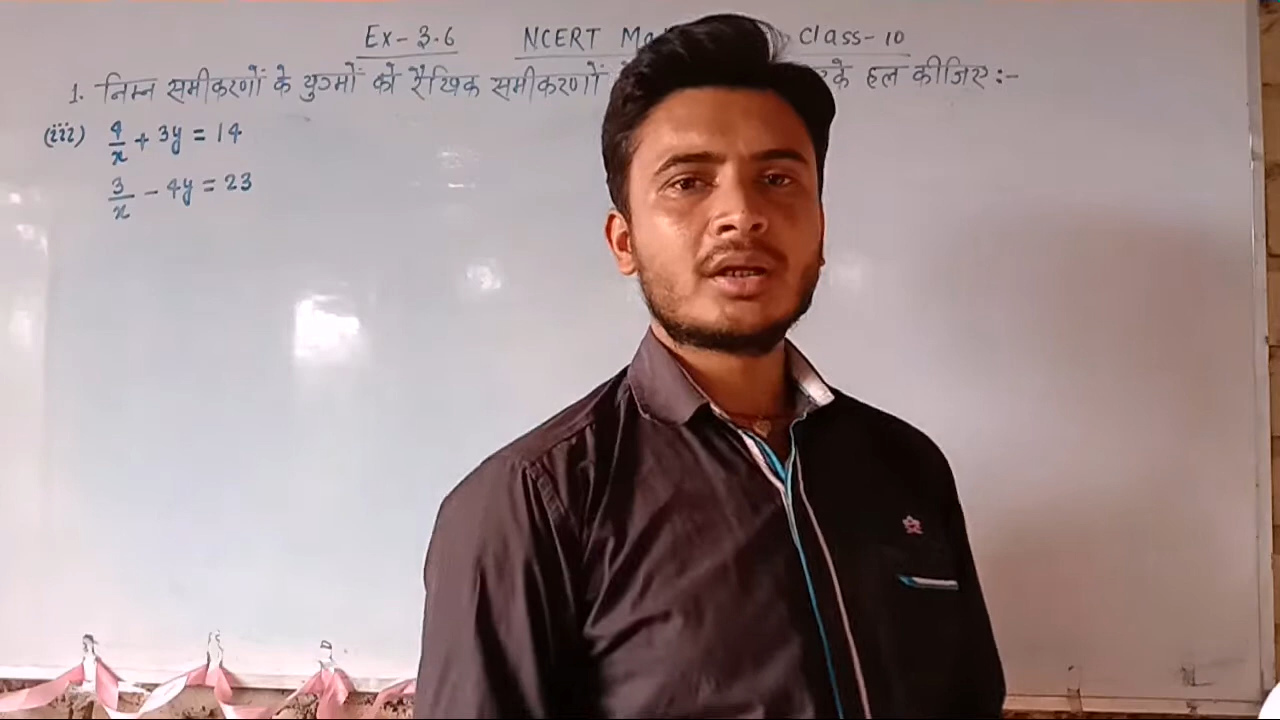 Ex-3.6 NCERT Class-10
1. निम्न समीकरणों के युग्मों को रैखिक समीकरणों हल कीजिए:-
(iii) 4/x + 3y = 14
3/x - 4y = 23